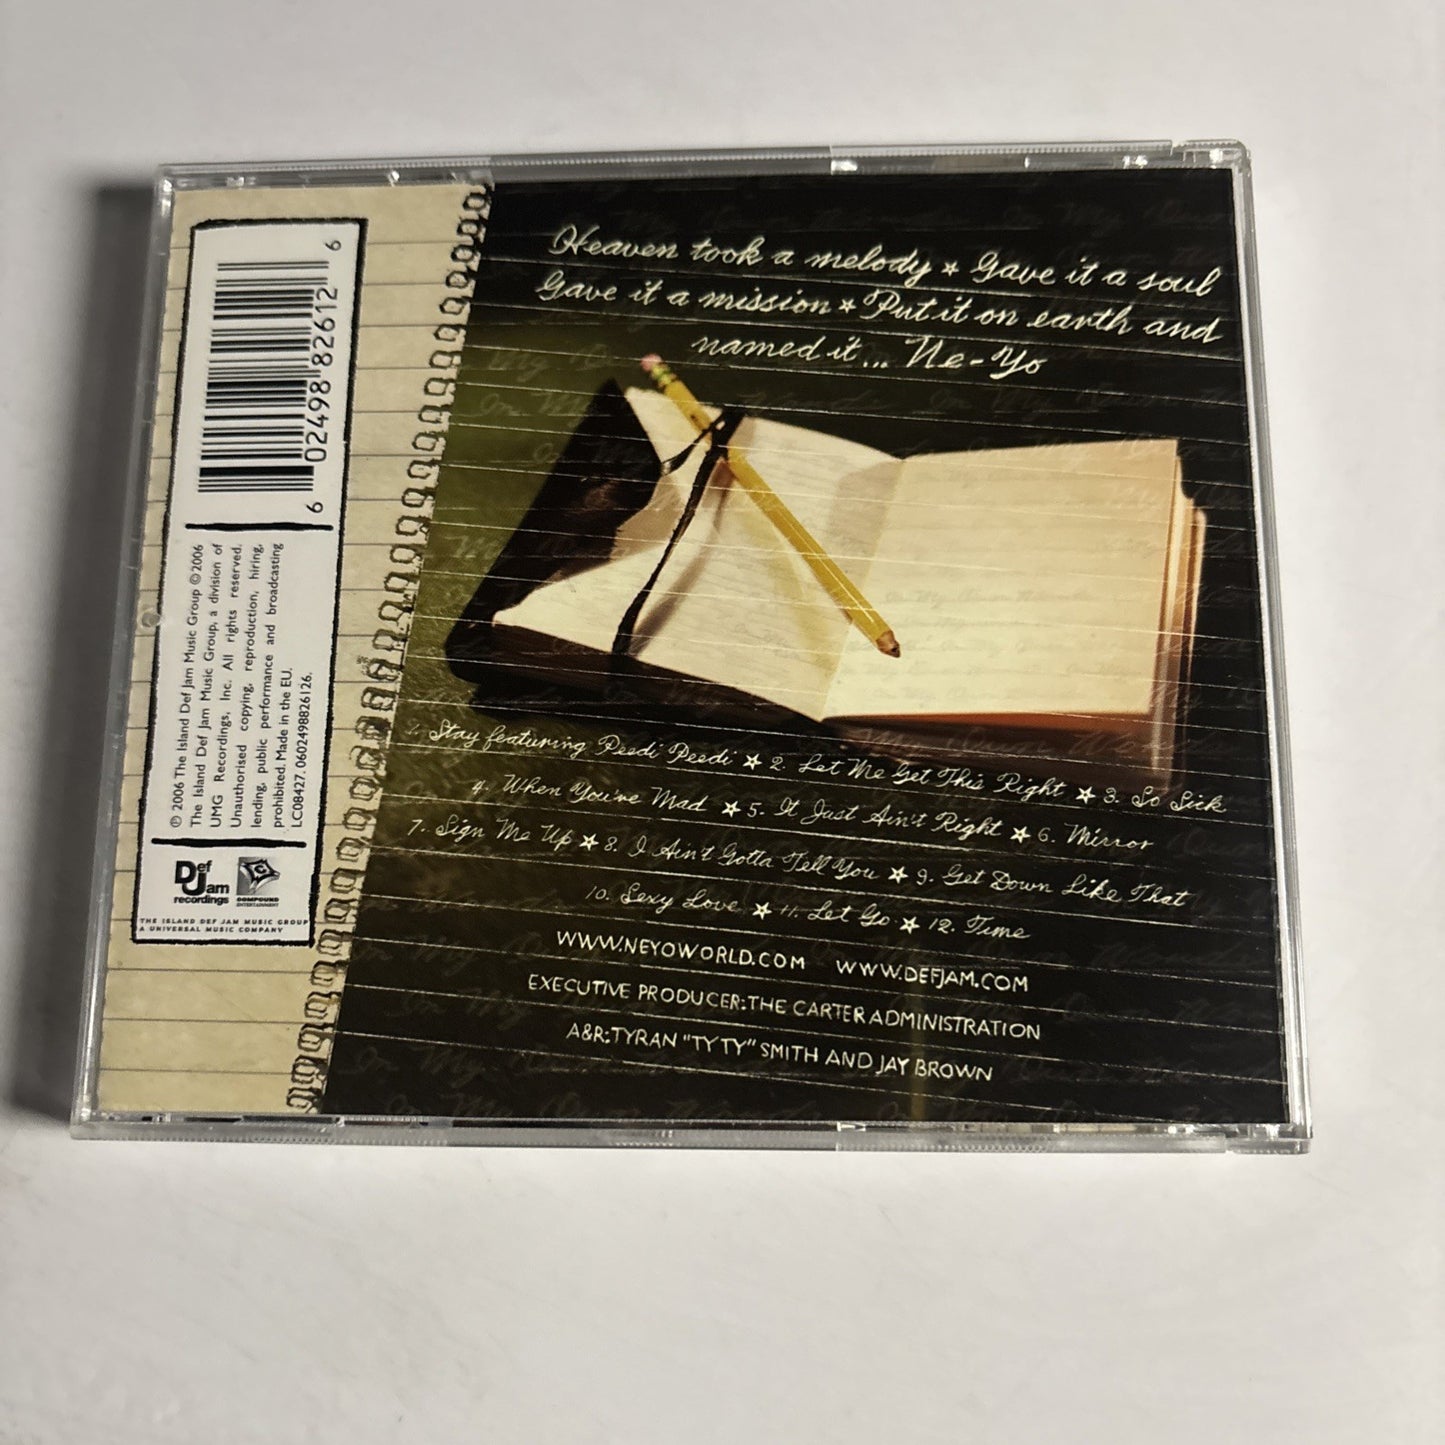 Heaven took a melody ★ Gave it a soul
Gave it a mission ★ Put it on earth and
named it... Ne-Yo
1. Stay featuring Peedi Peedi ★ 2. Let Me Get This Right ★ 3. So Sick
4. When You've Mad ★ 5. It Just Ain't Right ★ 6. Mirror
7. Sign Me Up ★ 8. I Ain't Gotta Tell You ★ 9. Get Down Like That
10. Sexy Love ★ 11. Let Go ★ 12. Time
WWW.NEYOWORLD.COM WWW.DEFJAM.COM
EXECUTIVE PRODUCER: THE CARTER ADMINISTRATION
A&R: TYRAN "TY TY" SMITH AND JAY BROWN
6 02498 82612 6
℗ 2006 The Island Def Jam Music Group © 2006
The Island Def Jam Music Group, a division of
UMG Recordings, Inc. All rights reserved.
Unauthorised copying, reproduction, hiring,
lending, public performance and broadcasting
prohibited. Made in the EU.
LC08427. 0602498826126.
Def
Jam
recordings
COMPOUND
ENTERTAINMENT
THE ISLAND DEF JAM MUSIC GROUP
A UNIVERSAL MUSIC COMPANY